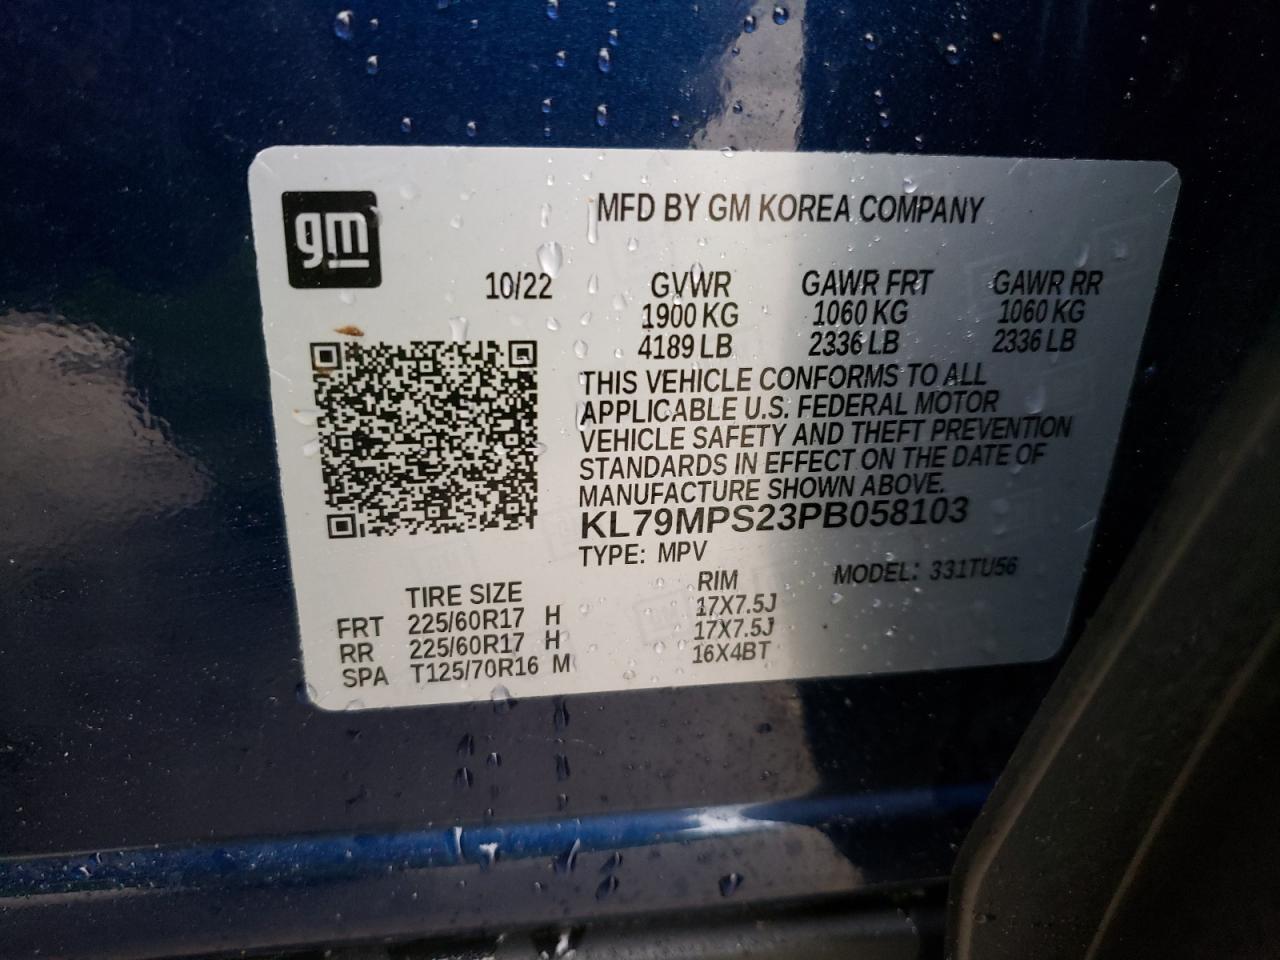 gm
MFD BY GM KOREA COMPANY
10/22 GVWR GAWR FRT GAWR RR
1900 KG 1060 KG 1060 KG
4189 LB 2336 LB 2336 LB
THIS VEHICLE CONFORMS TO ALL
APPLICABLE U.S. FEDERAL MOTOR
VEHICLE SAFETY AND THEFT PREVENTION
STANDARDS IN EFFECT ON THE DATE OF
MANUFACTURE SHOWN ABOVE.
KL79MPS23PB058103
TYPE: MPV MODEL: 331TU56
TIRE SIZE RIM
FRT 225/60R17 H 17X7.5J
RR 225/60R17 H 17X7.5J
SPA T125/70R16 M 16X4BT